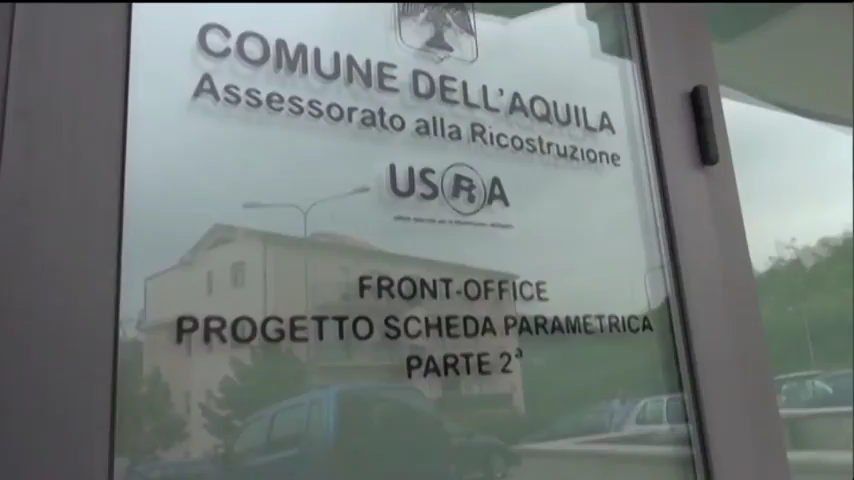 COMUNE DELL'AQUILA
Assessorato alla Ricostruzione
USRA
FRONT-OFFICE
PROGETTO SCHEDA PARAMETRICA
PARTE 2ª